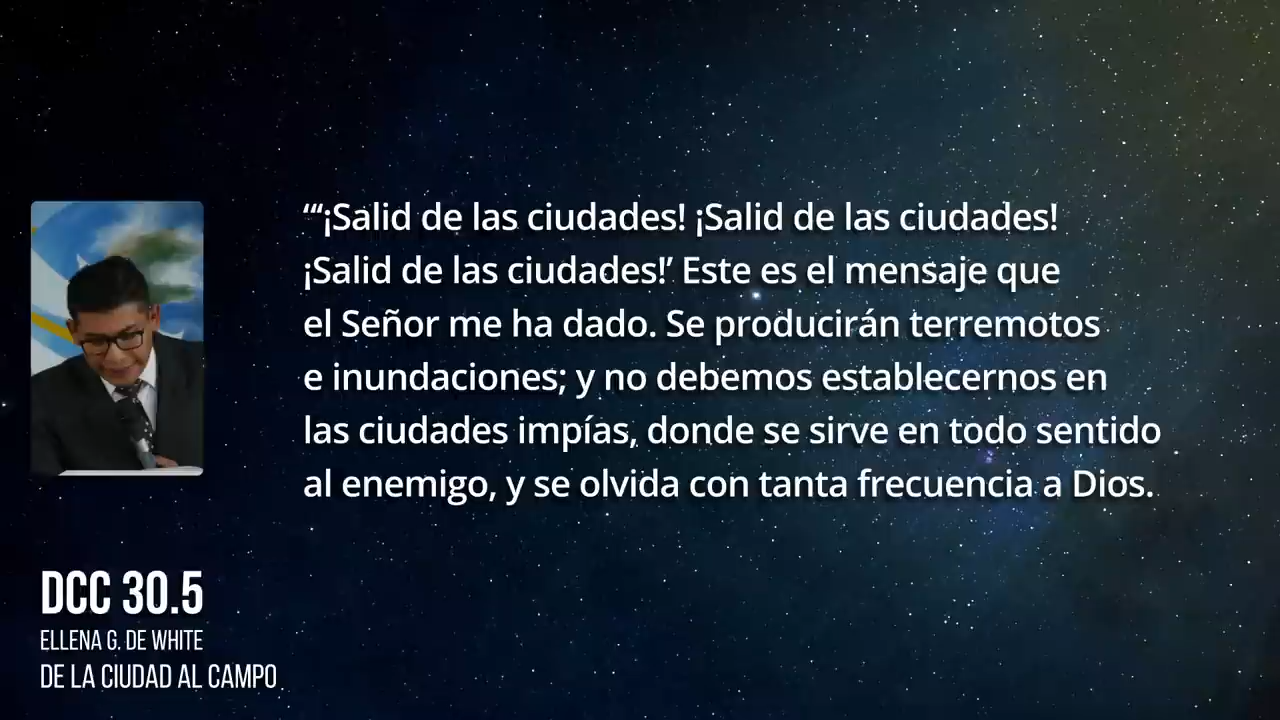 “‘¡Salid de las ciudades! ¡Salid de las ciudades!
¡Salid de las ciudades!’ Este es el mensaje que
el Señor me ha dado. Se producirán terremotos
e inundaciones; y no debemos establecernos en
las ciudades impías, donde se sirve en todo sentido
al enemigo, y se olvida con tanta frecuencia a Dios.
DCC 30.5
ELLENA G. DE WHITE
DE LA CIUDAD AL CAMPO